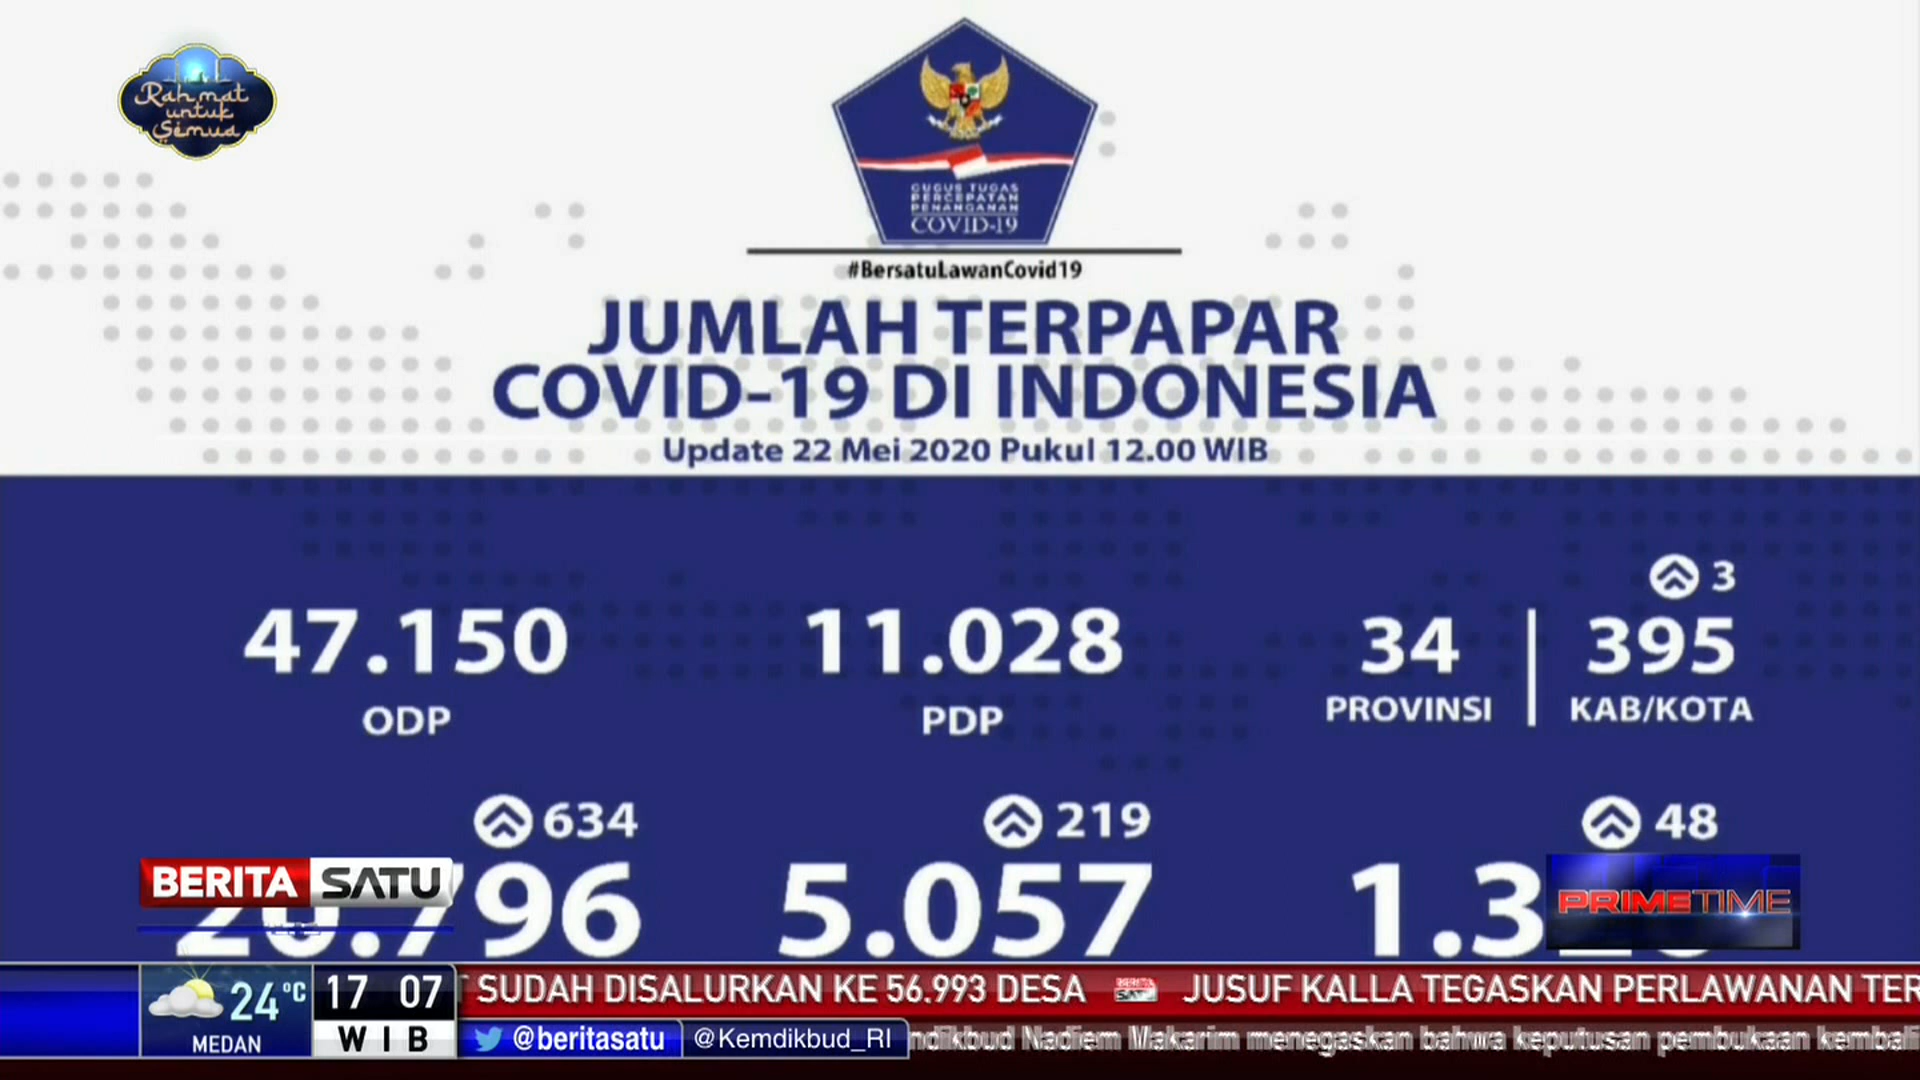 Rahmat
untuk
Semua
GUGUS TUGAS
PERCEPATAN
PENANGANAN
COVID-19
#BersatuLawanCovid19
JUMLAH TERPAPAR
COVID-19 DI INDONESIA
Update 22 Mei 2020 Pukul 12.00 WIB
3
47.150
11.028
34
395
ODP
PDP
PROVINSI
KAB/KOTA
634
219
48
BERITA SATU
5.057
PRIMETIME
24°C
MEDAN
17 07
WIB
SUDAH DISALURKAN KE 56.993 DESA
BERITA SATU
JUSUF KALLA TEGASKAN PERLAWANAN TER
@beritasatu
@Kemdikbud_RI
ndikbud Nadiem Makarim menegaskan bahwa keputusan pembukaan kembali